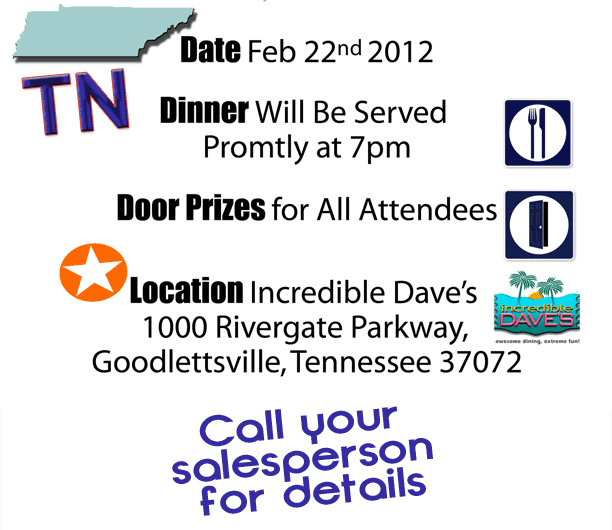 TN
Date Feb 22nd 2012
Dinner Will Be Served
Promtly at 7pm
Door Prizes for All Attendees
Location Incredible Dave's
incredible
DAVE'S
awesome dining, extreme fun!
1000 Rivergate Parkway,
Goodlettsville, Tennessee 37072
Call your
salesperson
for details